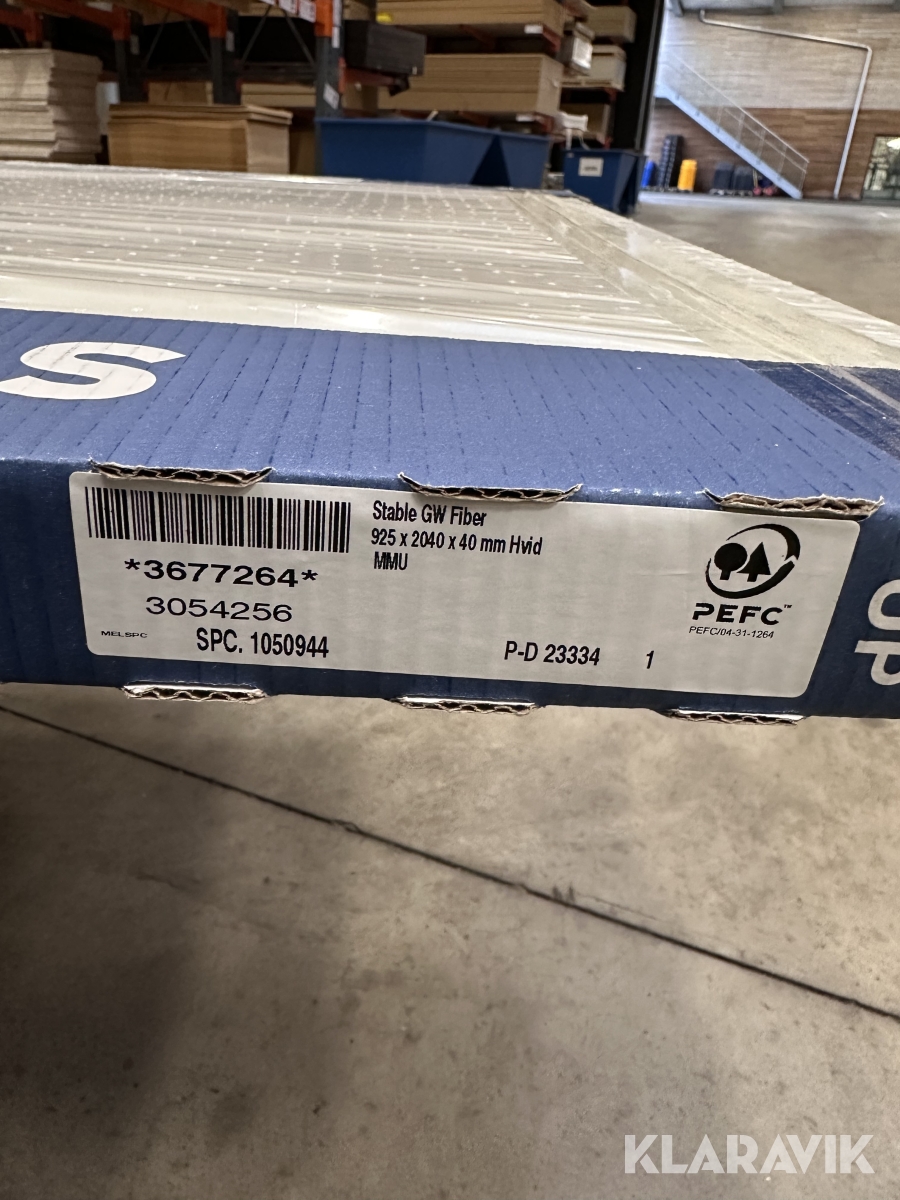 S
Stable GW Fiber
925 x 2040 x 40 mm Hvid
MMU
*3677264*
3054256
MELSPC
SPC. 1050944
P-D 23334 1
PEFC™
PEFC/04-31-1264
KLARAVIK